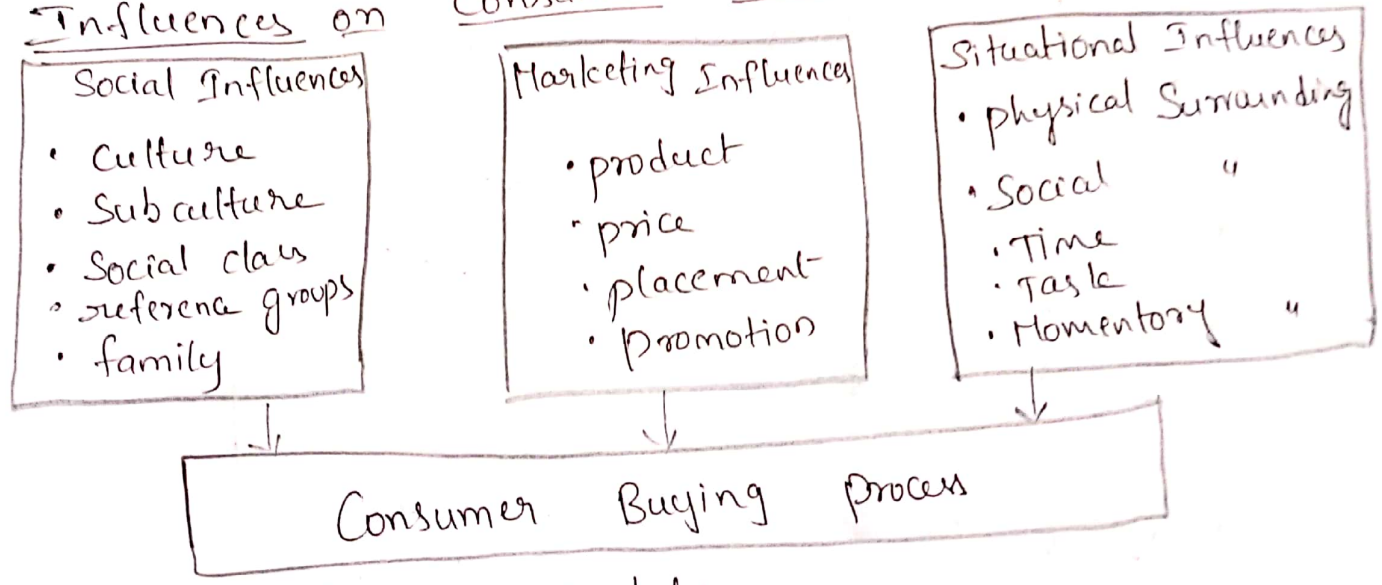 Influences on
Social Influences
• Culture
• Subculture
• Social class
• reference groups
• family
Marketing Influences
• product
• price
• placement
• promotion
Situational Influences
• physical Surrounding
• Social "
• Time
• Task
• Momentory "
Consumer Buying process